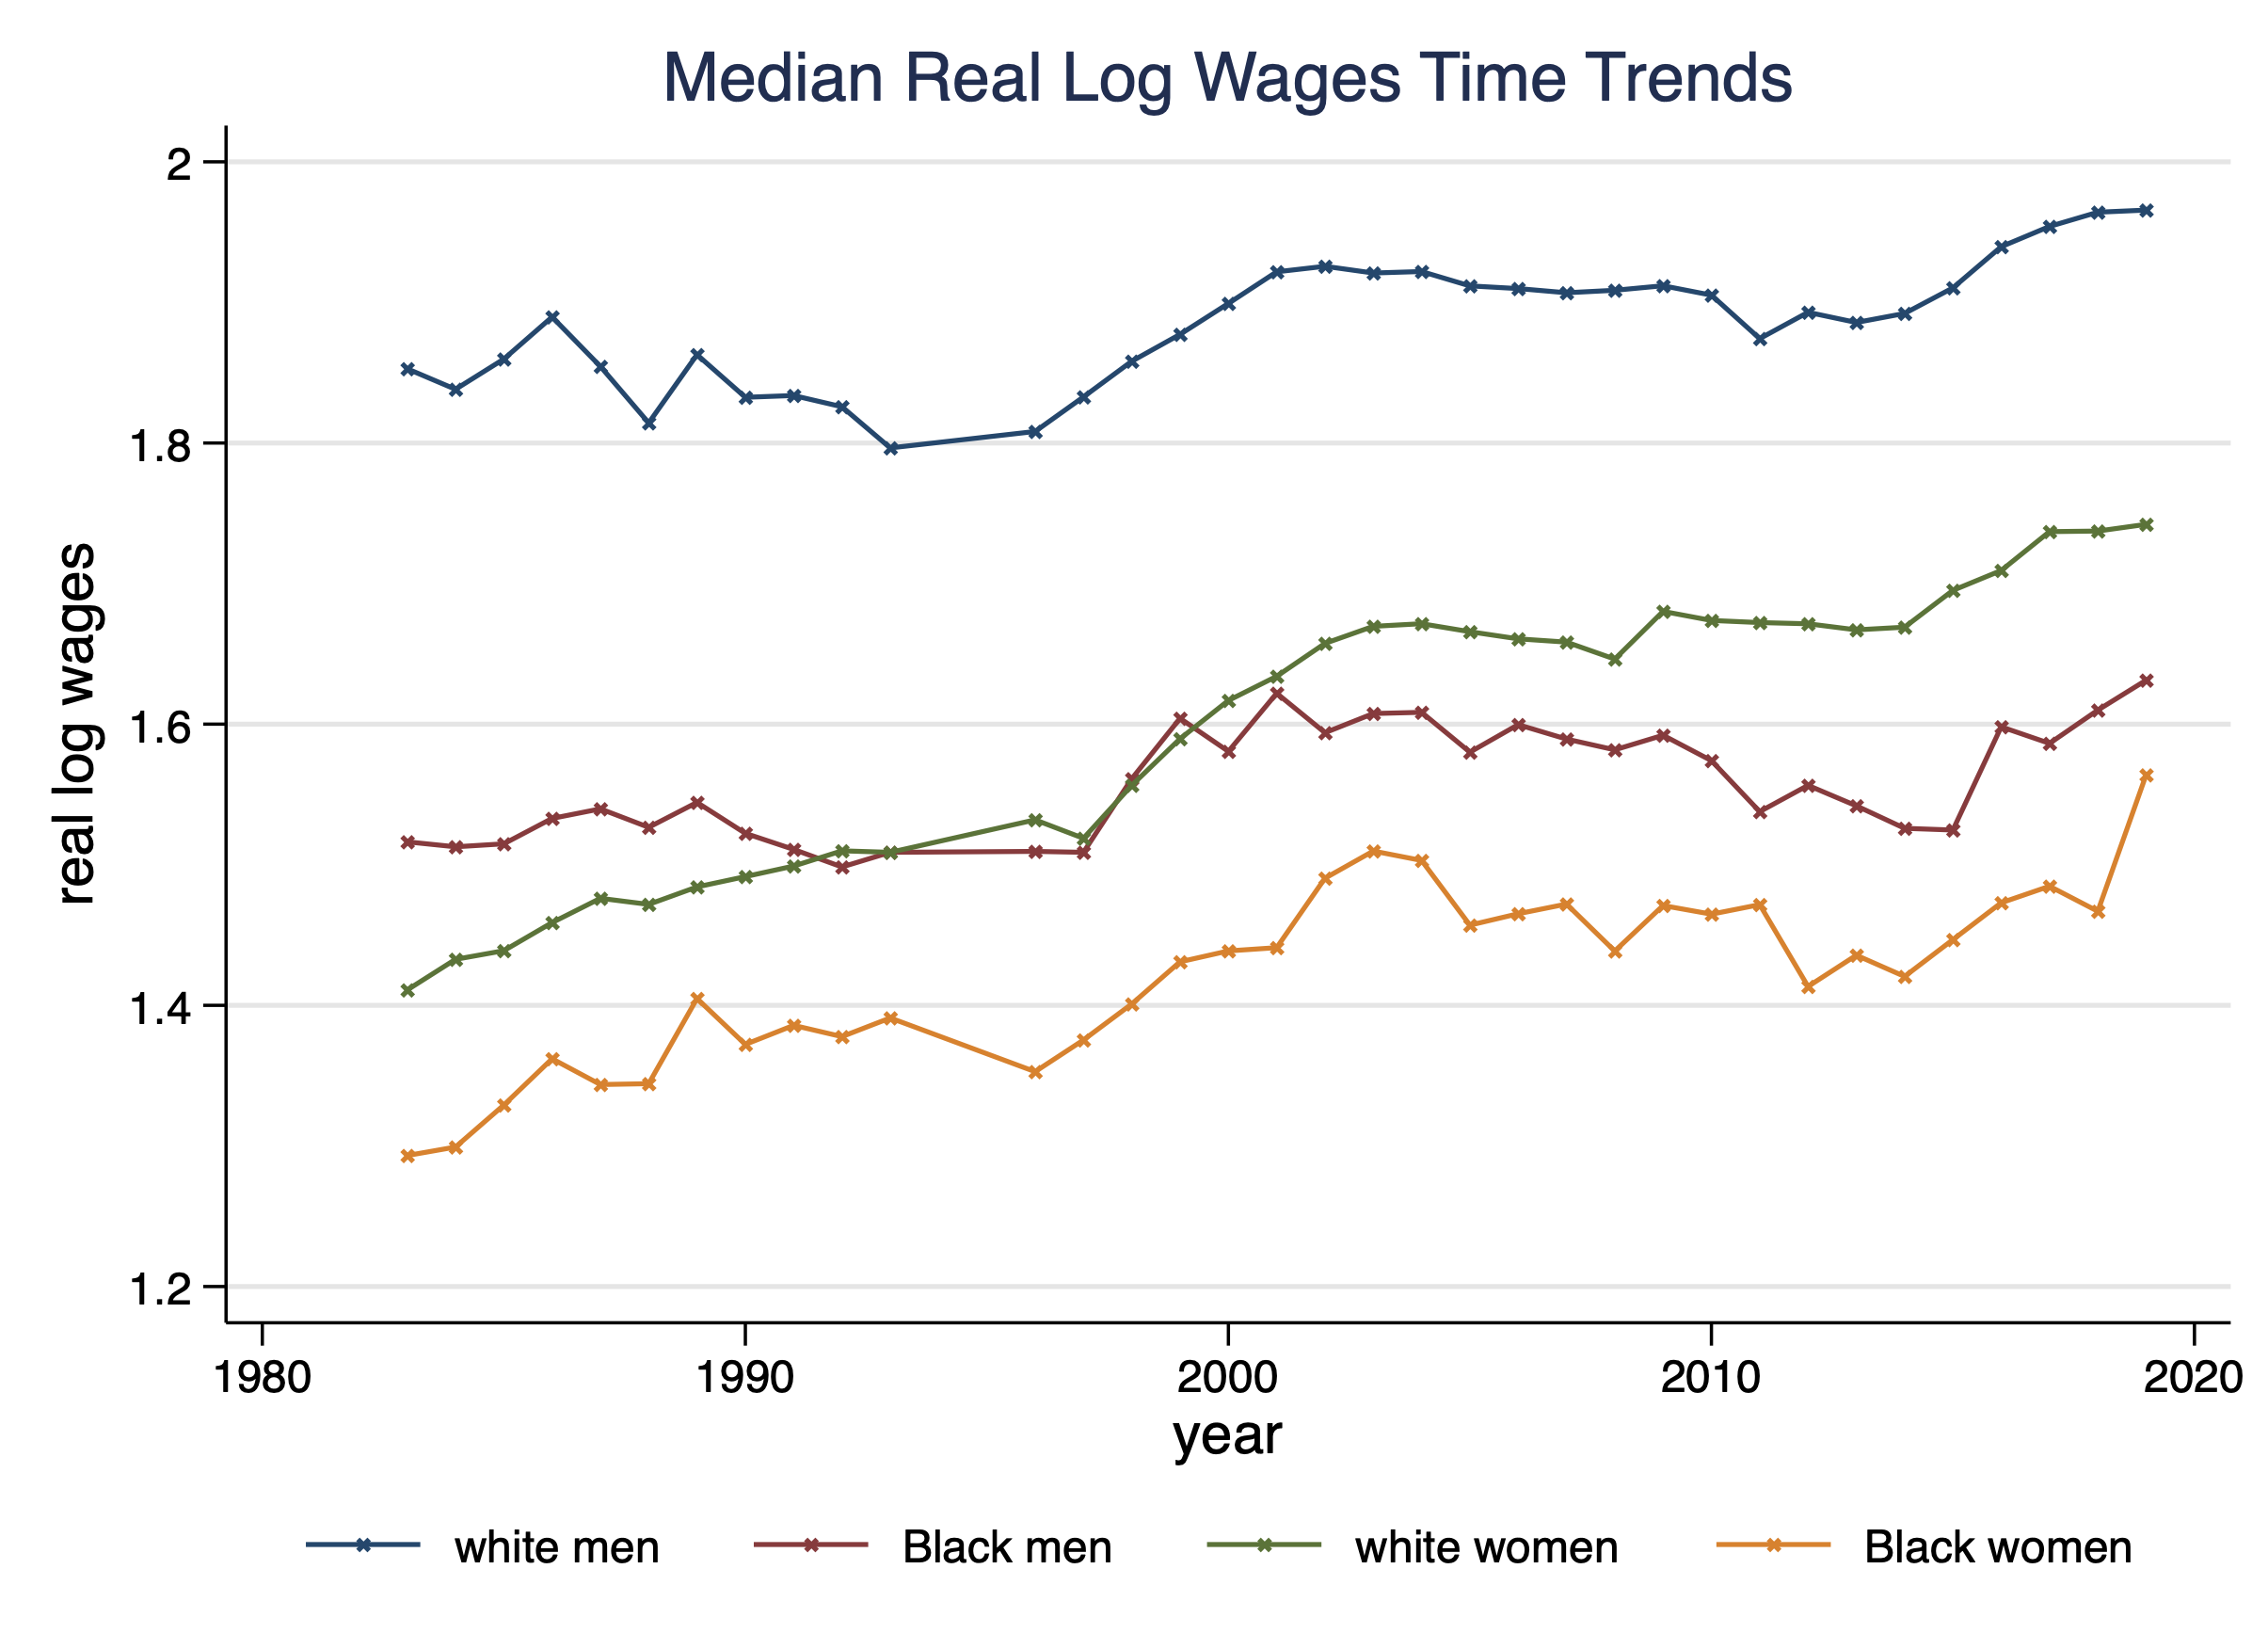 Median Real Log Wages Time Trends
real log wages
2
1.8
1.6
1.4
1.2
1980 1990 2000 2010 2020
year
white men Black men white women Black women